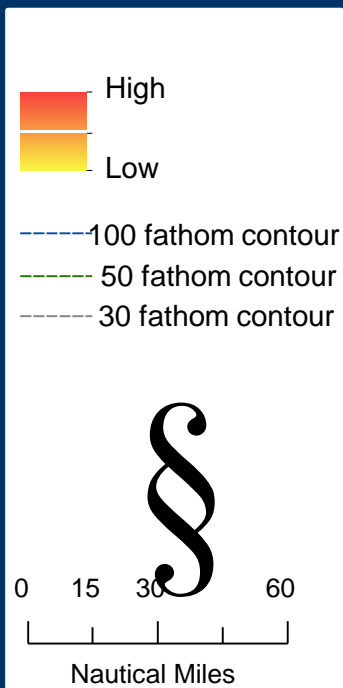 High
Low
100 fathom contour
50 fathom contour
30 fathom contour
§
0 15 30 60
Nautical Miles